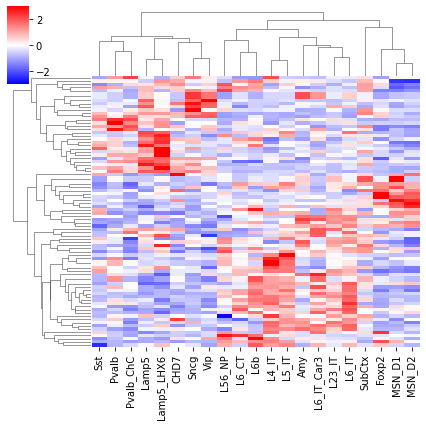 2
0
−2
Sst
Pvalb
Pvalb_ChC
Lamp5
Lamp5_LHX6
CHD7
Sncg
Vip
L56_NP
L6_CT
L6b
L4_IT
L5_IT
Amy
L6_IT_Car3
L23_IT
L6_IT
SubCtx
Foxp2
MSN_D1
MSN_D2